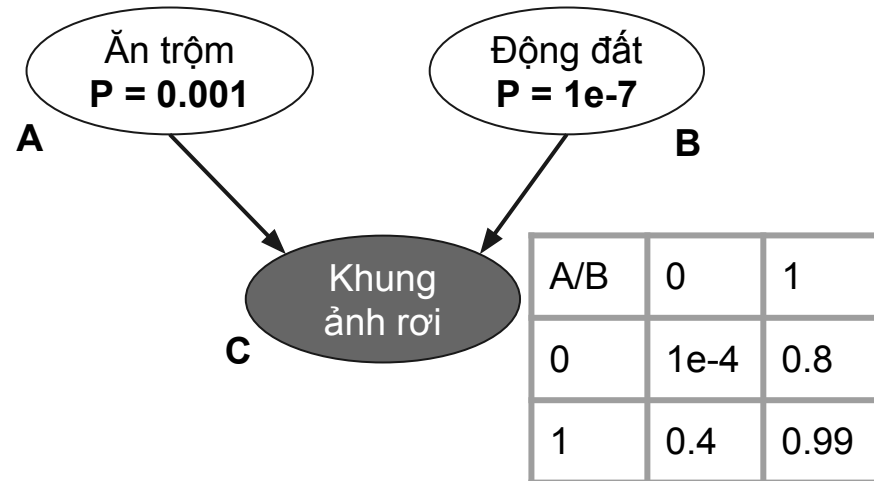 Ăn trộm
P = 0.001
A
Động đất
P = 1e-7
B
Khung
ảnh rơi
C
A/B 0 1
0 1e-4 0.8
1 0.4 0.99